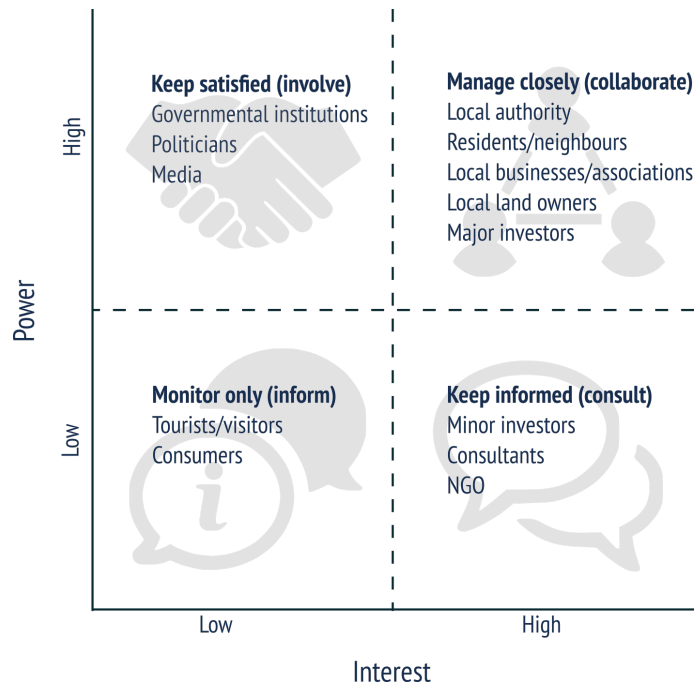 Keep satisfied (involve)
Governmental institutions
Politicians
Media
Manage closely (collaborate)
Local authority
Residents/neighbours
Local businesses/associations
Local land owners
Major investors
High
Power
Monitor only (inform)
Tourists/visitors
Consumers
Keep informed (consult)
Minor investors
Consultants
NGO
Low
i
Low
High
Interest